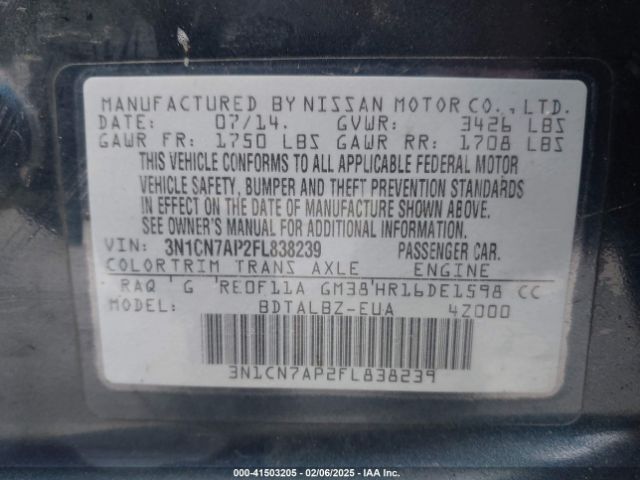 MANUFACTURED BY NISSAN MOTOR CO., LTD.
DATE: 07/14. GVWR: 3426 LBS
GAWR FR: 1750 LBS GAWR RR: 1708 LBS
THIS VEHICLE CONFORMS TO ALL APPLICABLE FEDERAL MOTOR
VEHICLE SAFETY, BUMPER AND THEFT PREVENTION STANDARDS
IN EFFECT ON THE DATE OF MANUFACTURE SHOWN ABOVE.
SEE OWNER'S MANUAL FOR ADDITIONAL INFORMATION.
VIN: 3N1CN7AP2FL838239 PASSENGER CAR.
COLORTRIM TRANS AXLE ENGINE
RAQ G RE0F11A GM38 HR16DE1598 CC
MODEL BDTALBZ-EUA 4Z000
3N1CN7AP2FL838239
000-41503205 - 02/06/2025 - IAA Inc.